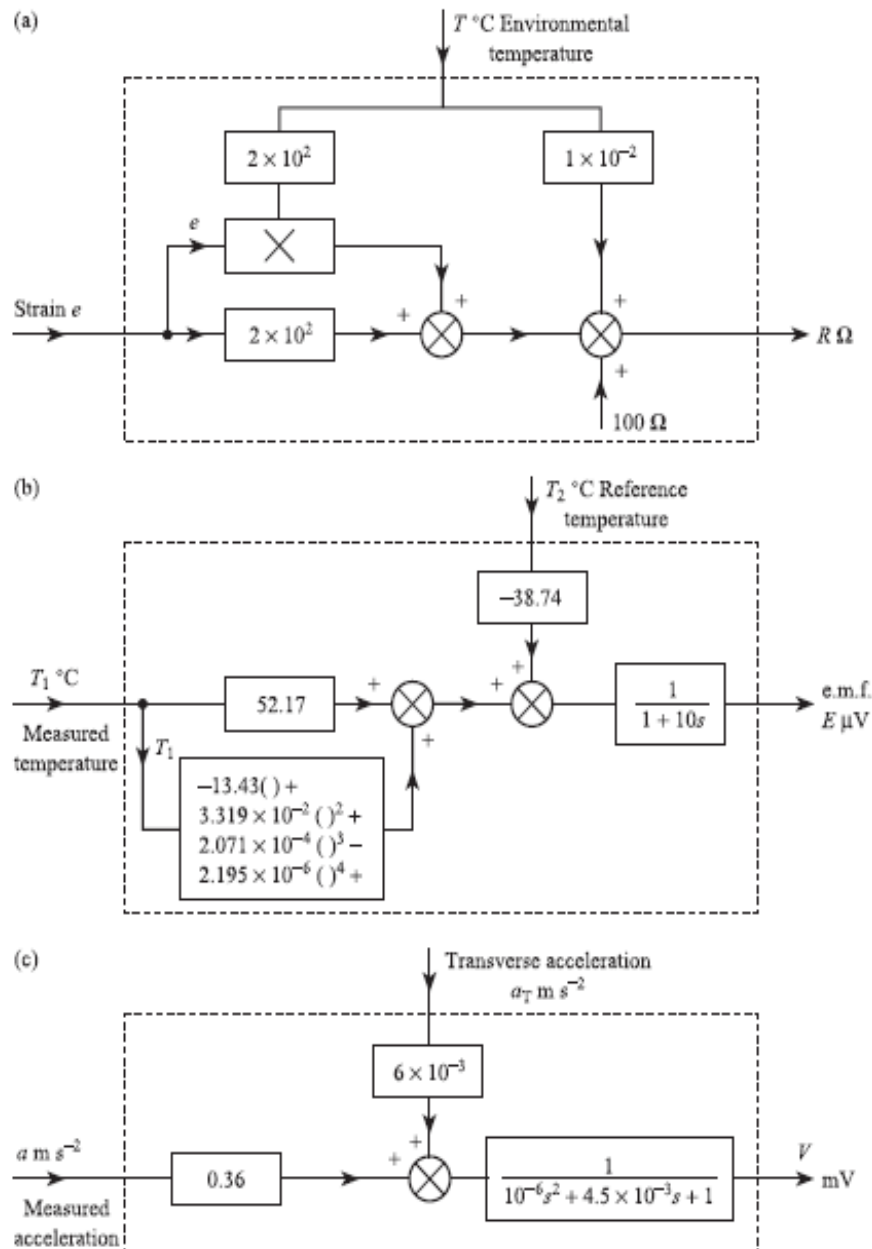 (a)
T °C Environmental
temperature
2 × 10²
1 × 10⁻²
e
×
+
Strain e
2 × 10²
+
+
R Ω
+
100 Ω
(b)
T₂ °C Reference
temperature
−38.74
T₁ °C
52.17
+
+
+
1
1 + 10s
e.m.f.
E μV
Measured
temperature
T₁
+
−13.43( ) +
3.319 × 10⁻² ( )² +
2.071 × 10⁻⁴ ( )³ −
2.195 × 10⁻⁶ ( )⁴ +
(c)
Transverse acceleration
a_T m s⁻²
6 × 10⁻³
a m s⁻²
0.36
+
+
1
10⁻⁶s² + 4.5 × 10⁻³s + 1
V
mV
Measured
acceleration